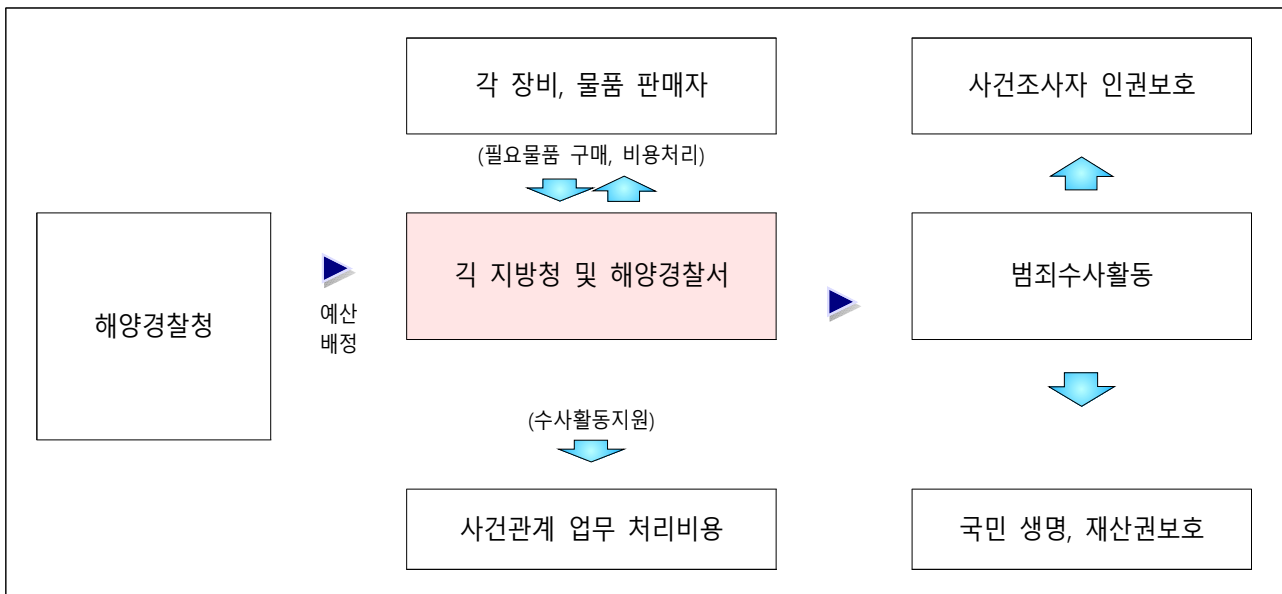 각 장비, 물품 판매자
사건조사자 인권보호
(필요물품 구매, 비용처리)
해양경찰청
예산
배정
긱 지방청 및 해양경찰서
범죄수사활동
(수사활동지원)
사건관계 업무 처리비용
국민 생명, 재산권보호